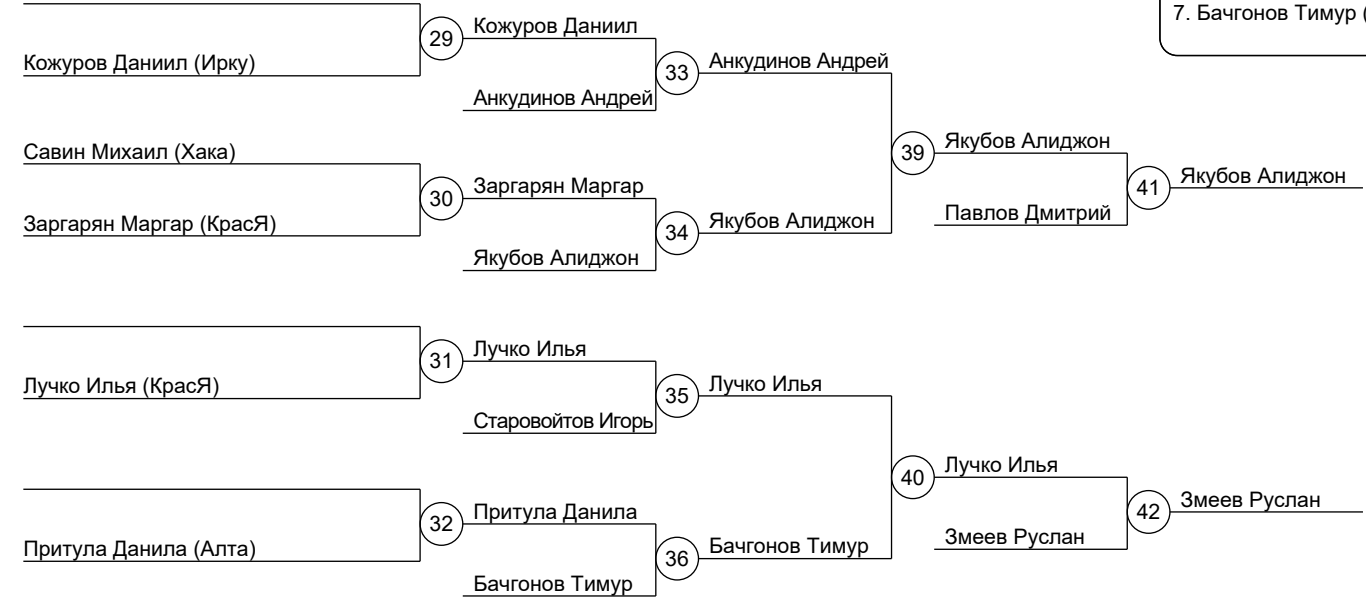 7. Бачгонов Тимур (
29
Кожуров Даниил
Кожуров Даниил (Ирку)
33
Анкудинов Андрей
Анкудинов Андрей
Савин Михаил (Хака)
39
Якубов Алиджон
30
Заргарян Маргар
41
Якубов Алиджон
Заргарян Маргар (КрасЯ)
34
Якубов Алиджон
Павлов Дмитрий
Якубов Алиджон
31
Лучко Илья
Лучко Илья (КрасЯ)
35
Лучко Илья
Старовойтов Игорь
40
Лучко Илья
32
Притула Данила
42
Змеев Руслан
Притула Данила (Алта)
36
Бачгонов Тимур
Змеев Руслан
Бачгонов Тимур